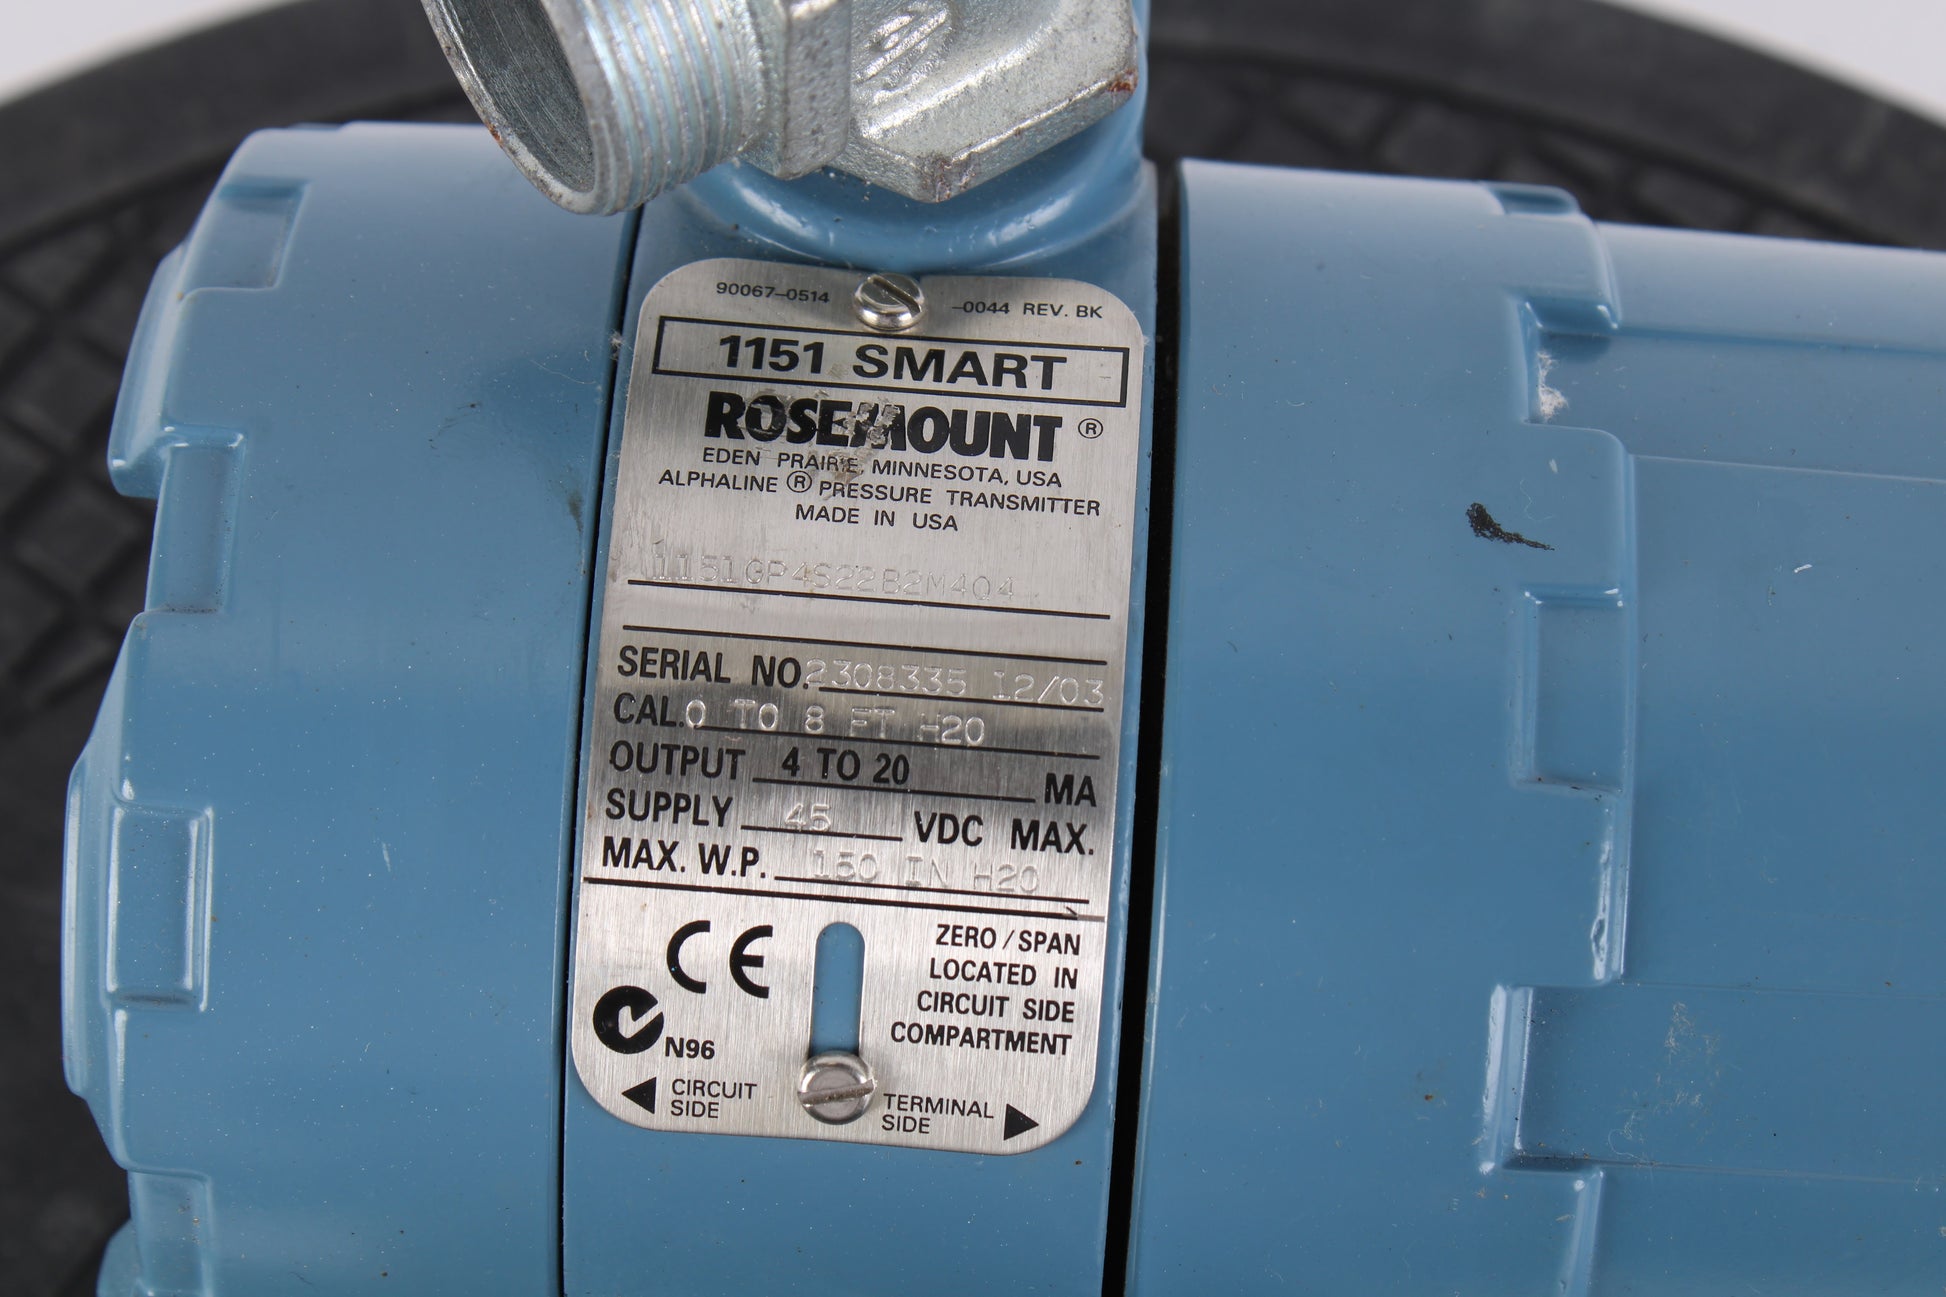 90067-0514 -0044 REV. BK
1151 SMART
ROSEMOUNT ®
EDEN PRAIRIE, MINNESOTA, USA
ALPHALINE ® PRESSURE TRANSMITTER
MADE IN USA
1151GP4S22B2M4Q4
SERIAL NO. 2308335 12/03
CAL. 0 TO 8 FT H2O
OUTPUT 4 TO 20 MA
SUPPLY 45 VDC MAX.
MAX. W.P. 150 IN H2O
CE
N96
ZERO/SPAN
LOCATED IN
CIRCUIT SIDE
COMPARTMENT
CIRCUIT
SIDE
TERMINAL
SIDE